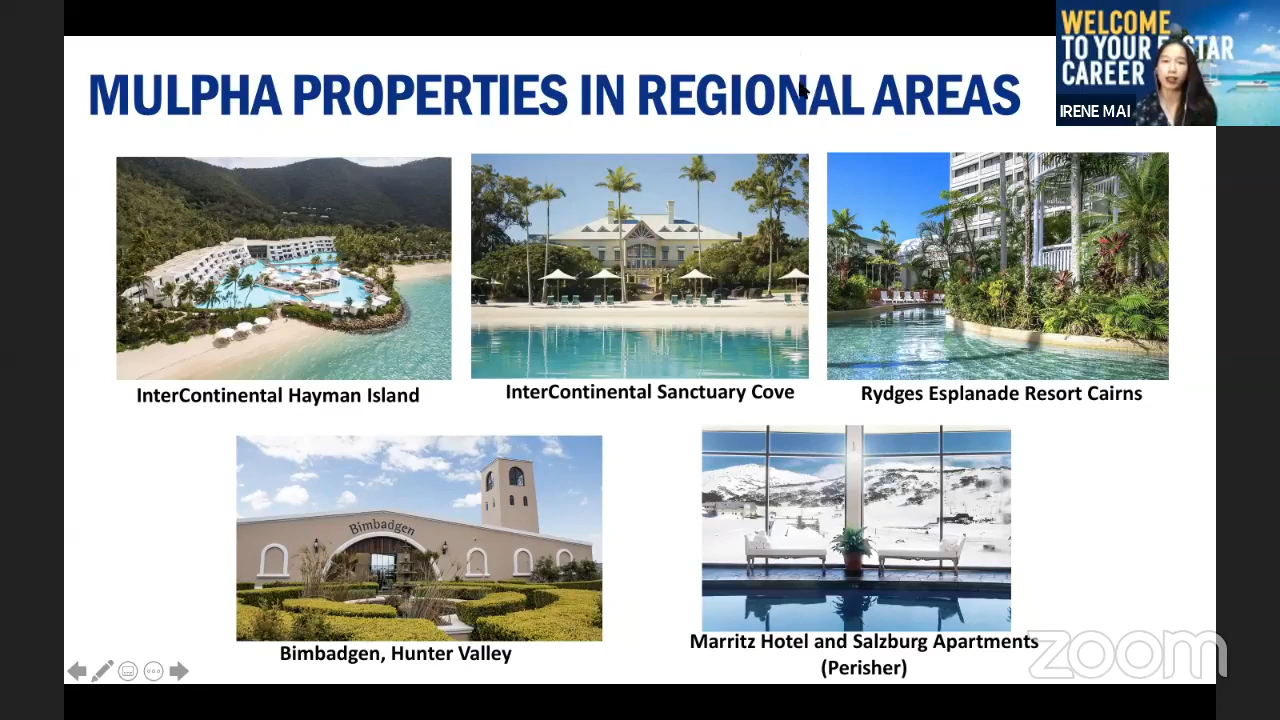 MULPHA PROPERTIES IN REGIONAL AREAS
WELCOME
TO YOUR STAR
CAREER
IRENE MAI
InterContinental Hayman Island
InterContinental Sanctuary Cove
Rydges Esplanade Resort Cairns
Bimbadgen
Bimbadgen, Hunter Valley
Marritz Hotel and Salzburg Apartments
(Perisher)
zoom